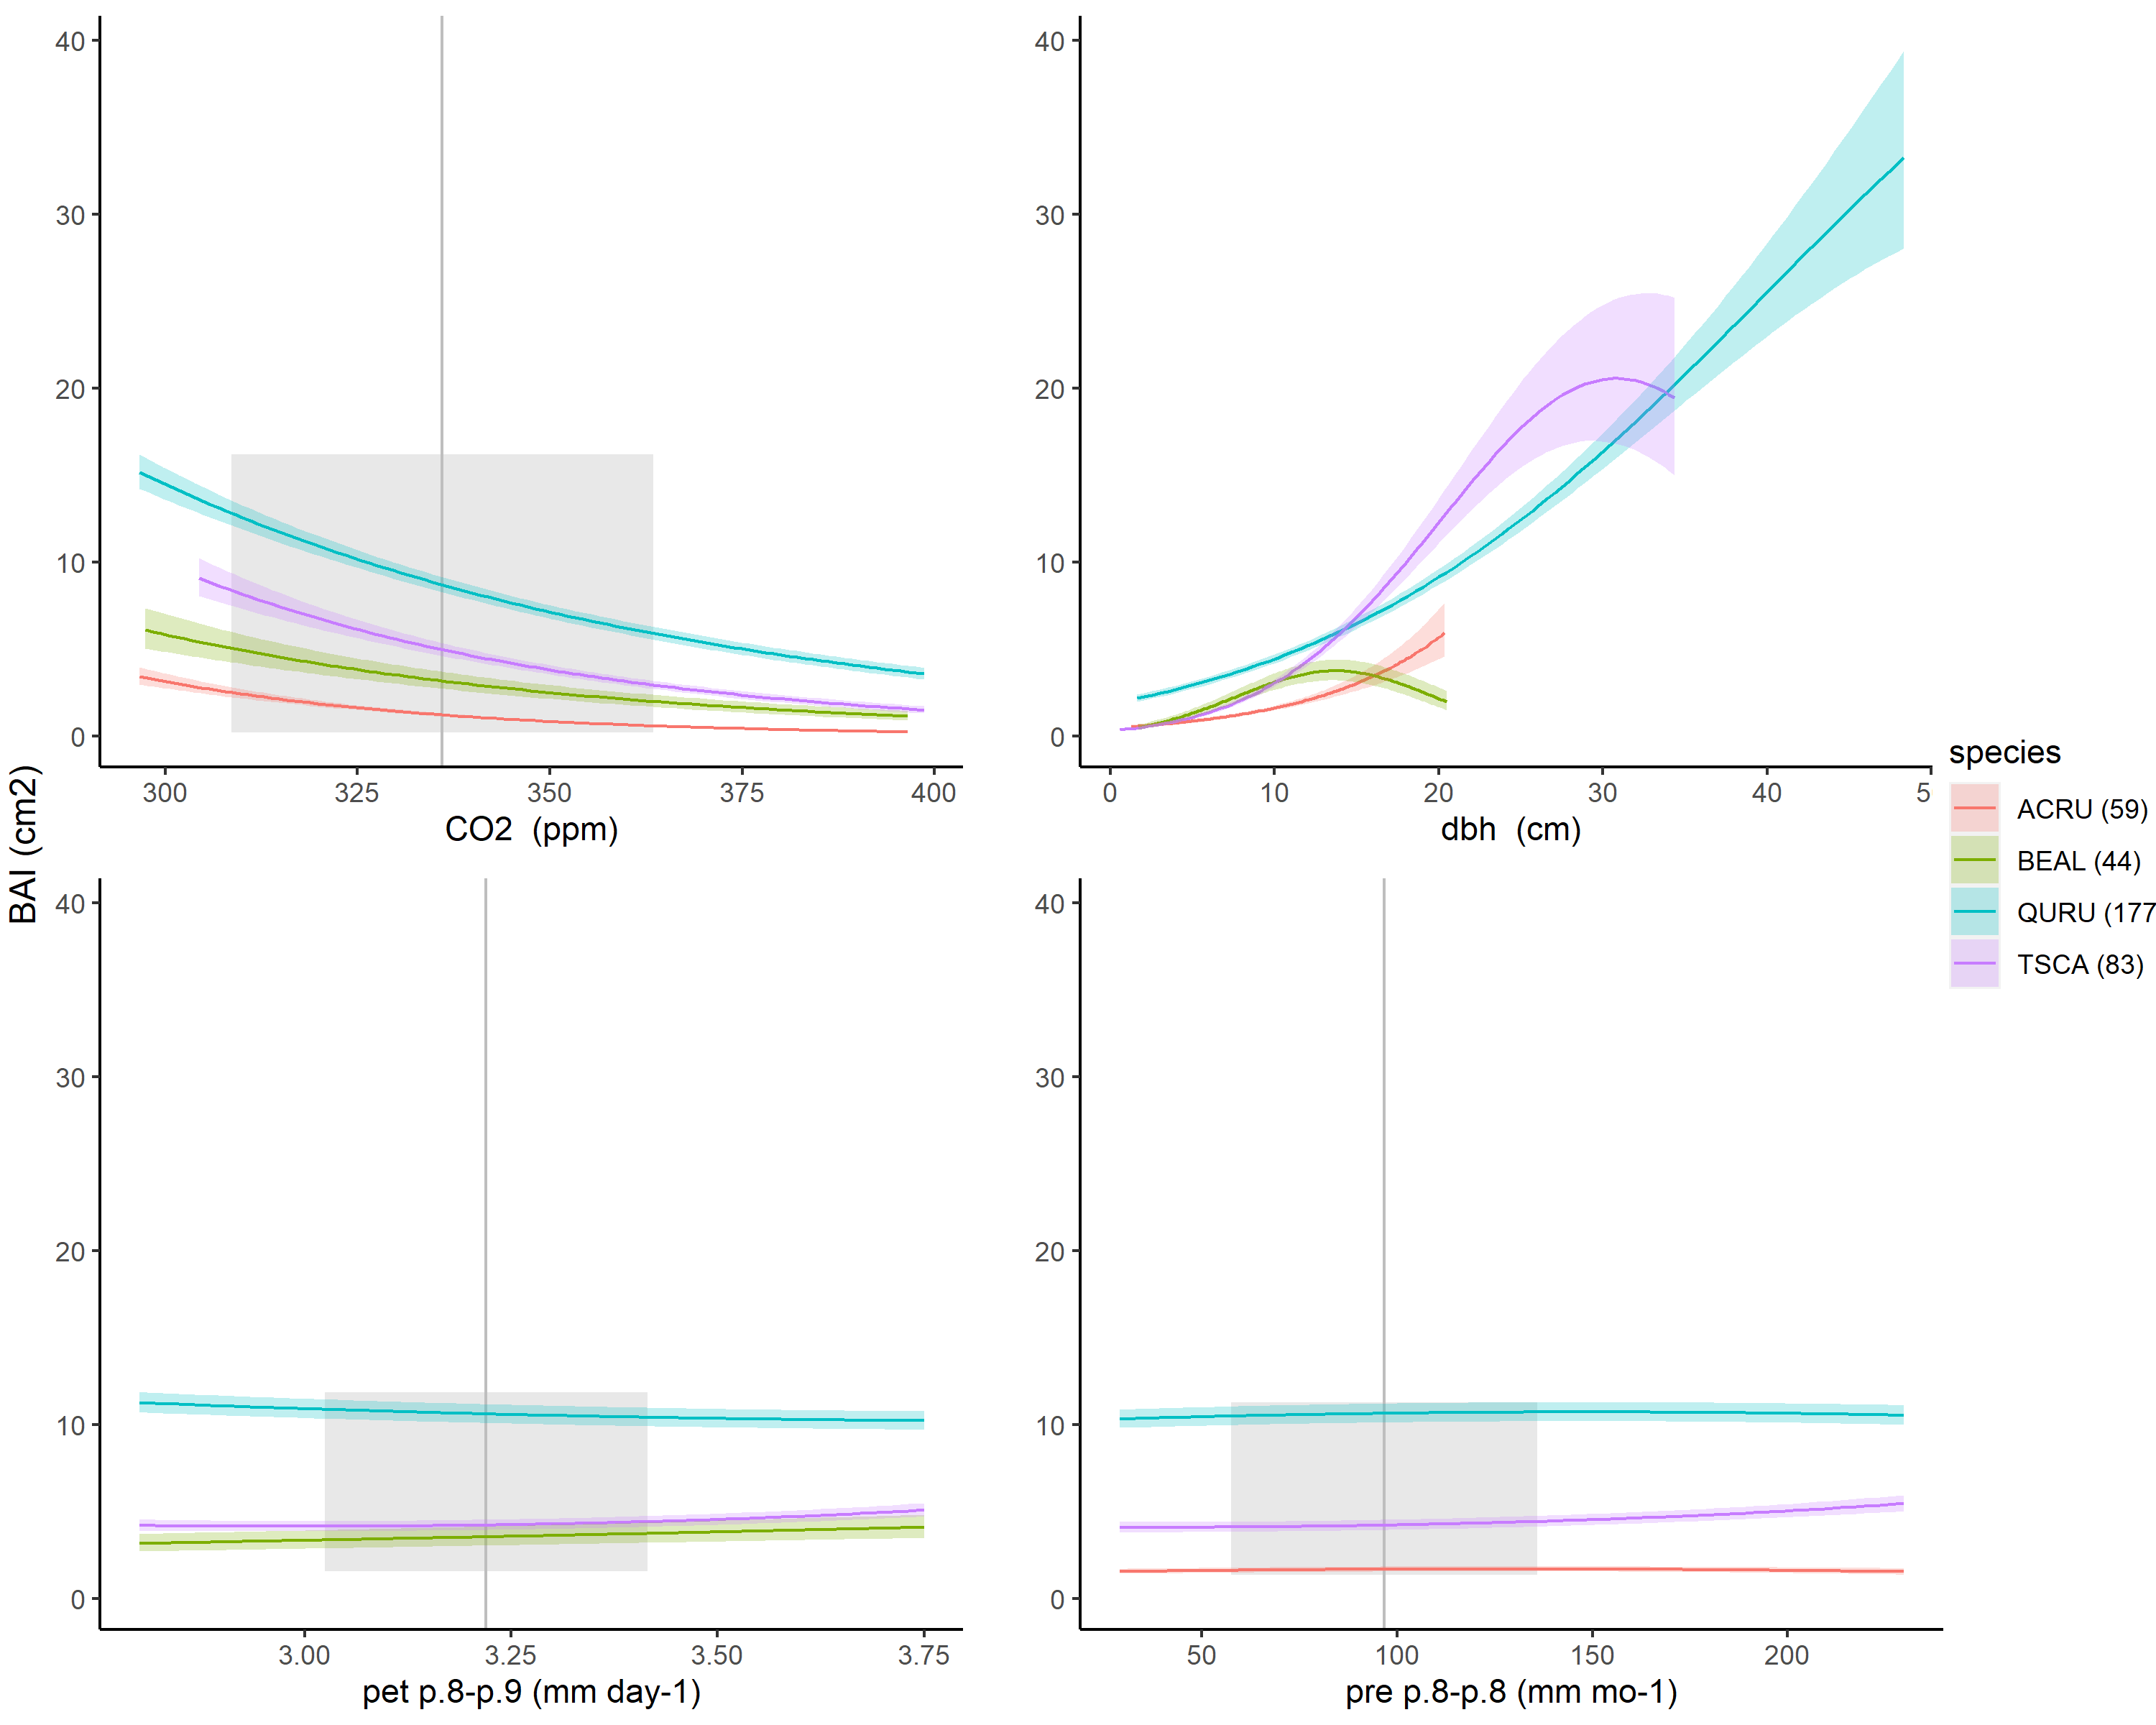 BAI (cm2)
40
30
20
10
0
300 325 350 375 400
CO2 (ppm)
40
30
20
10
0
0 10 20 30 40 5
dbh (cm)
40
30
20
10
0
3.00 3.25 3.50 3.75
pet p.8-p.9 (mm day-1)
40
30
20
10
0
50 100 150 200
pre p.8-p.8 (mm mo-1)
species
ACRU (59)
BEAL (44)
QURU (177
TSCA (83)